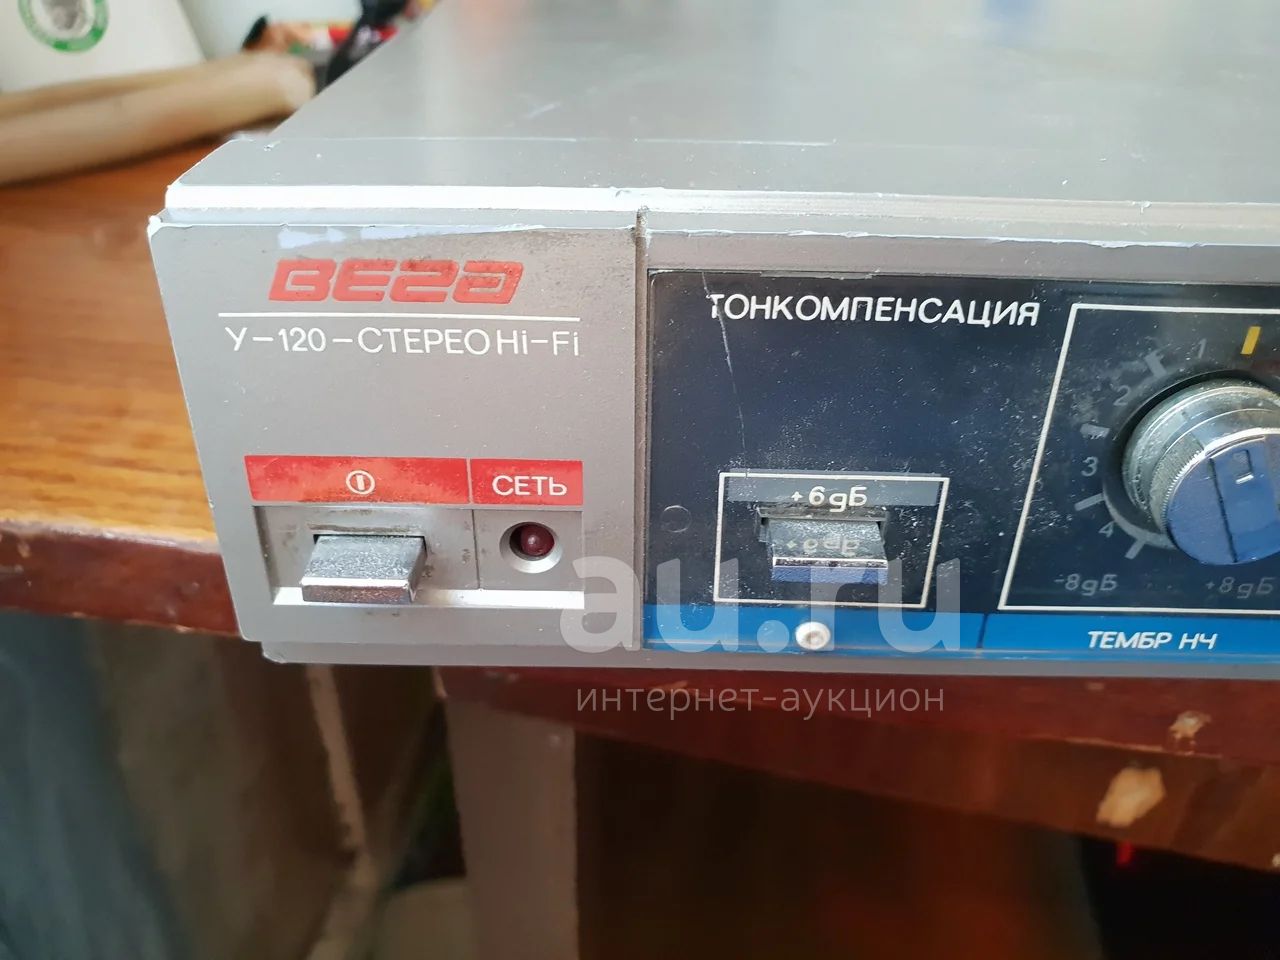 Вега
У-120-СТЕРЕО Hi-Fi
СЕТЬ
ТОНКОМПЕНСАЦИЯ
+6дБ
1
2
3
4
-8дБ +8дБ
ТЕМБР НЧ
au.ru
интернет-аукцион